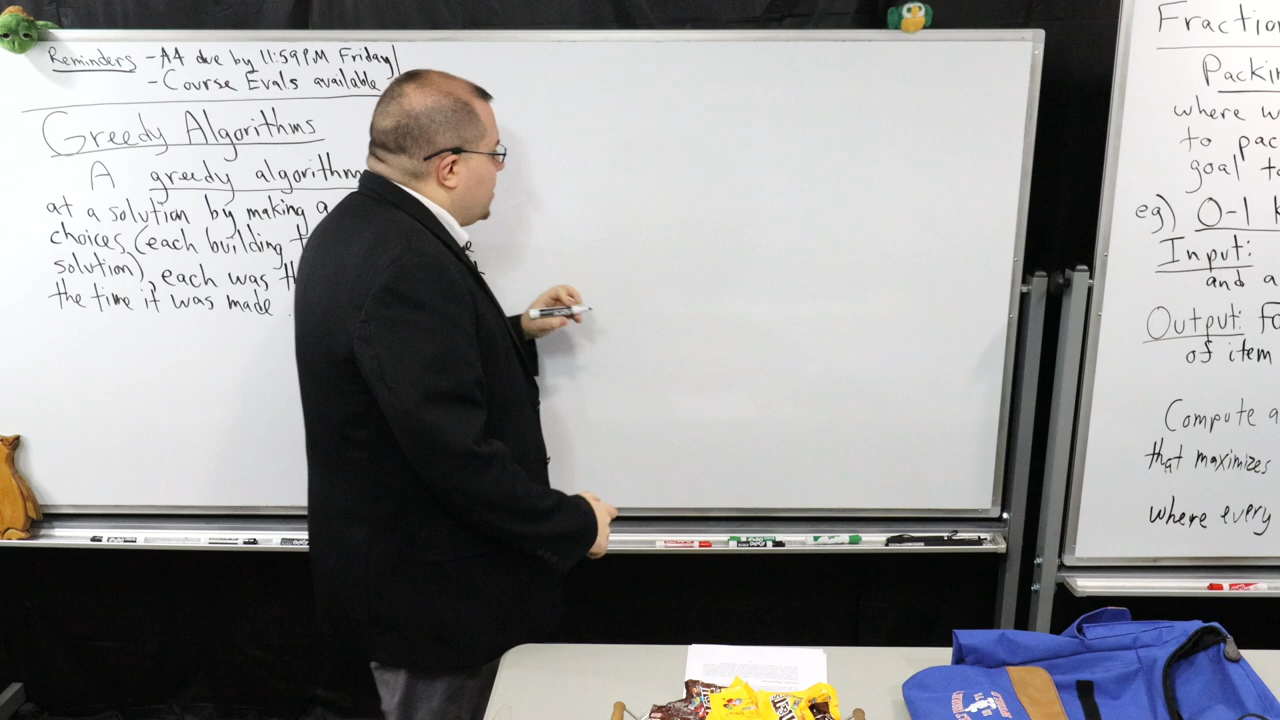 Reminders - A4 due by 11:59PM Friday
- Course Evals available
Greedy Algorithms
A greedy algorithm
at a solution by making a
choices, (each building
solution), each was
the time it was made
Fractio
Packin
where w
to pac
goal to
eg) 0-1
Input:
and a
Output:
of item
Compute a
that maximizes
where every